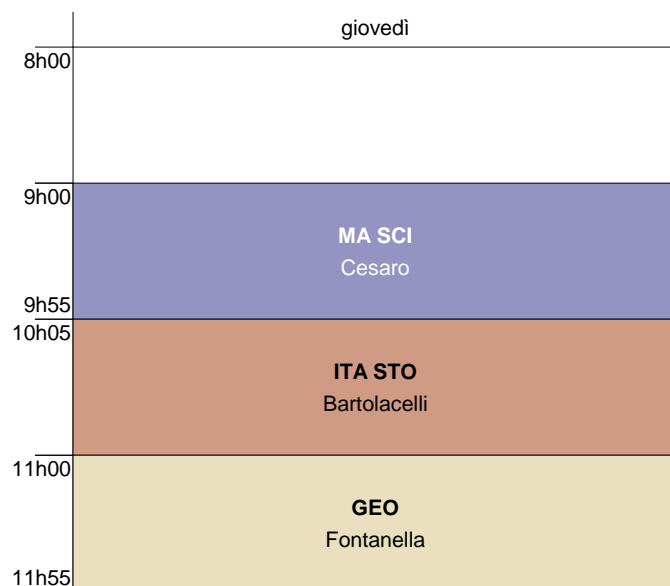 giovedì
8h00
9h00
MA SCI
Cesaro
9h55
10h05
ITA STO
Bartolacelli
11h00
GEO
Fontanella
11h55